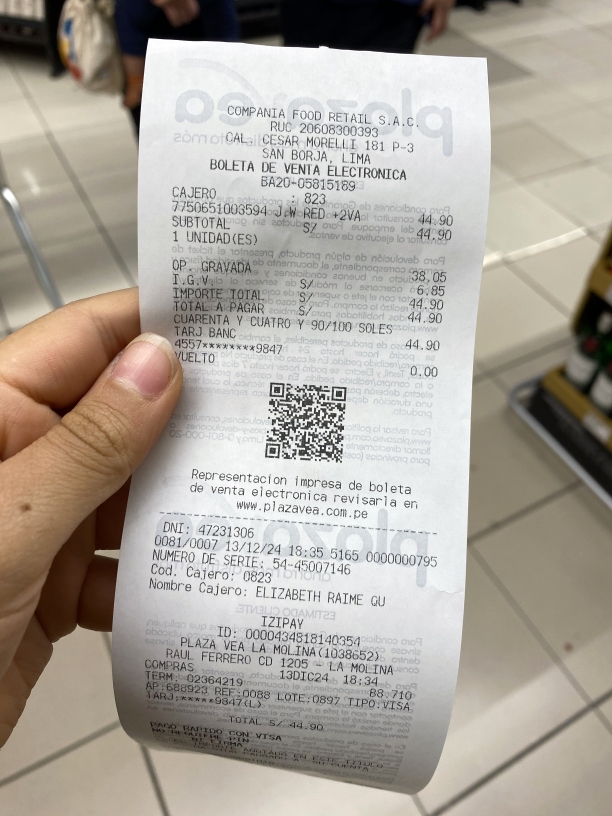 COMPANIA FOOD RETAIL S.A.C.
RUC 20608300393
CAL. CESAR MORELLI 181 P-3
SAN BORJA, LIMA
BOLETA DE VENTA ELECTRONICA
BA20-05815189
CAJERO : 823
7750651003594 J.W RED +2VA 44.90
SUBTOTAL S/ 44.90
1 UNIDAD(ES)
OP. GRAVADA 38.05
I.G.V. S/ 6.85
IMPORTE TOTAL S/ 44.90
TOTAL A PAGAR S/ 44.90
CUARENTA Y CUATRO Y 90/100 SOLES
TARJ BANC 44.90
4557********9847
VUELTO 0.00
Representacion impresa de boleta
de venta electronica revisarla en
www.plazavea.com.pe
DNI: 47231306
0081/0007 13/12/24 18:35 5165 0000000795
NUMERO DE SERIE: 54-45007146
Cod. Cajero: 0823
Nombre Cajero: ELIZABETH RAIME QU
IZIPAY
ID: 0000434818140354
PLAZA VEA LA MOLINA(1038652)
RAUL FERRERO CD 1205 - LA MOLINA
COMPRAS 13DIC24 18:34
TERM: 02364219 B8.710
AP:688923 REF:0088 LOTE:0897 TIPO:VISA
TARJ:*****9847(L)
TOTAL S/ 44.90
PAGO RAPIDO CON VISA
NO REQUIERE PIN